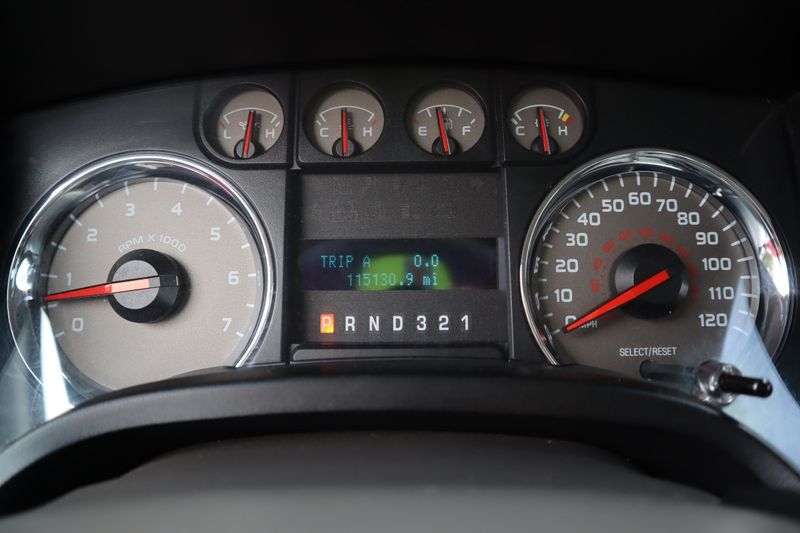 L H
C H
E F
C H
0 1 2 3 4 5 6 7
RPM X 1000
TRIP A 0.0
115130.9 mi
P R N D 3 2 1
0 20 30 40 50 60 70 80 90 100 110 120
MPH
SELECT/RESET